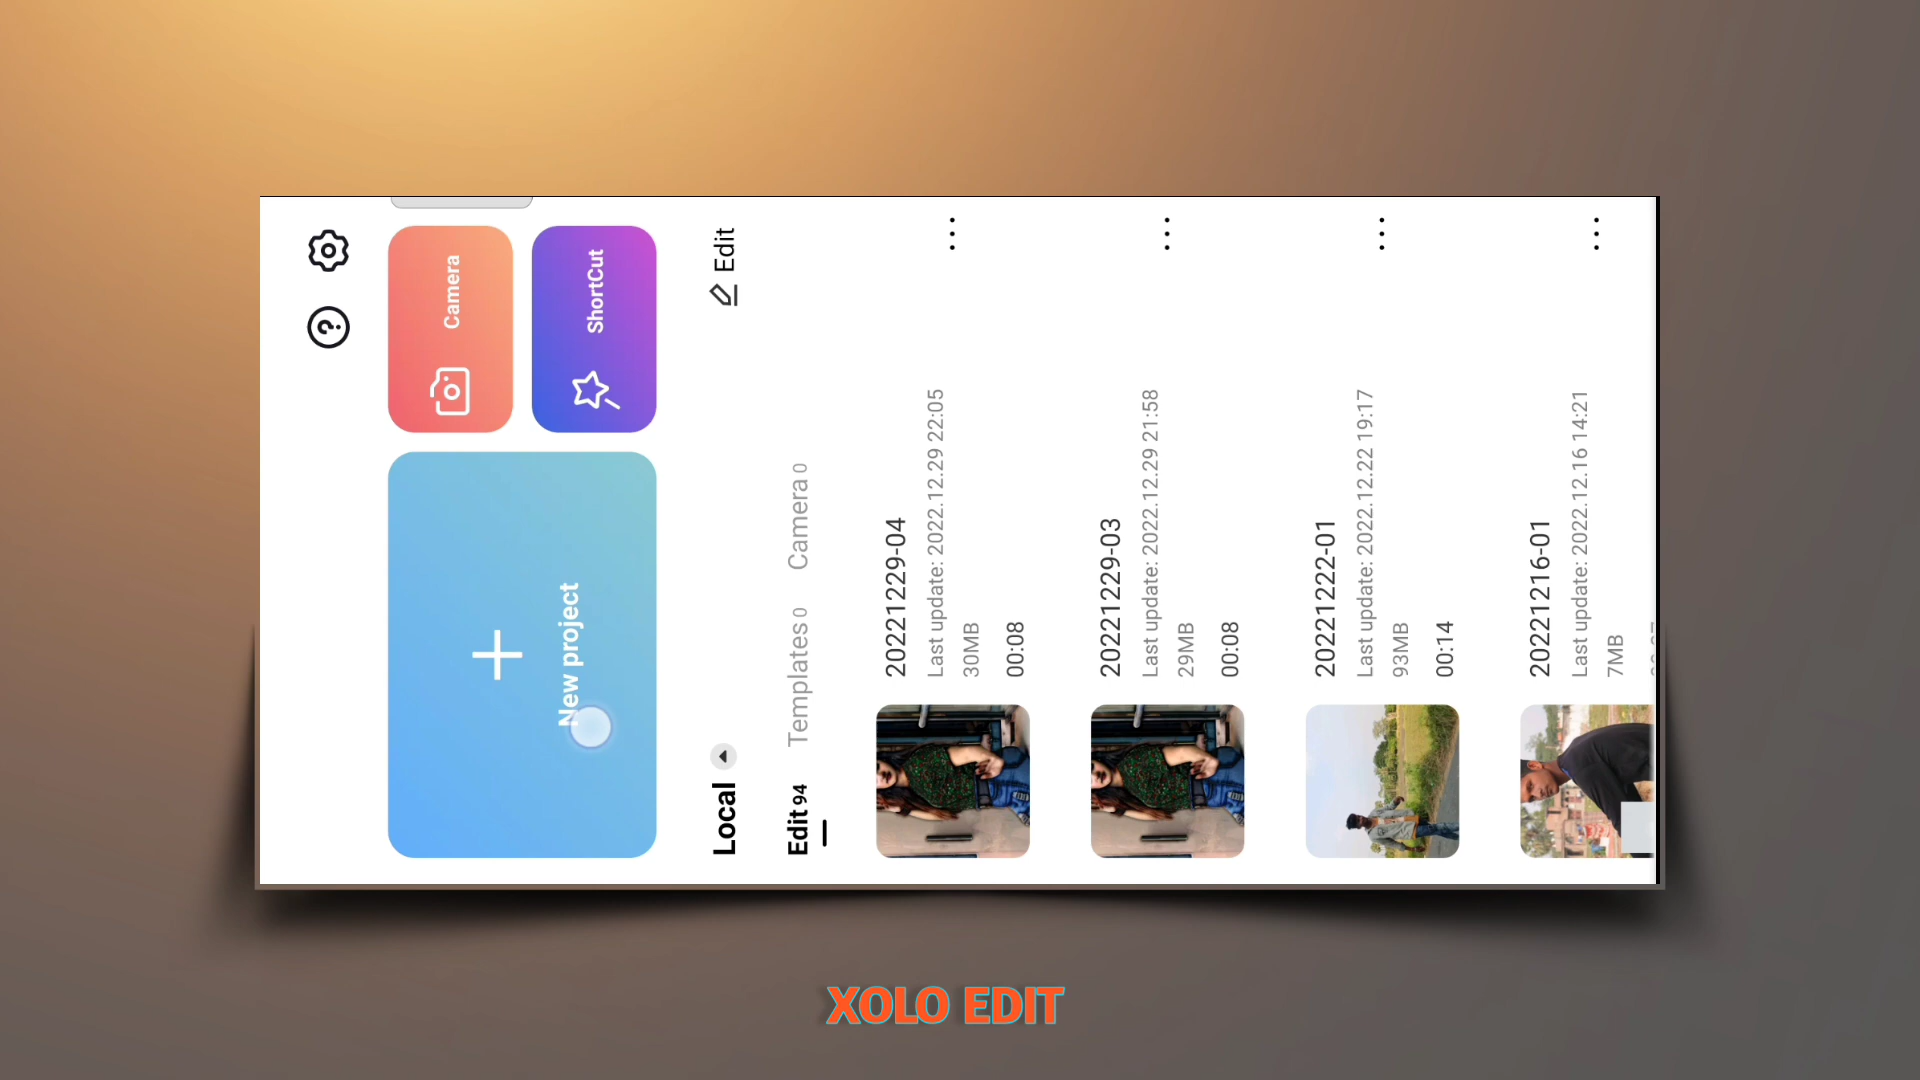 Camera
ShortCut
New project
Local
Edit
Edit 94
Templates 0
Camera 0
20221229-04
Last update: 2022.12.29 22:05
30MB
00:08
20221229-03
Last update: 2022.12.29 21:58
29MB
00:08
20221222-01
Last update: 2022.12.22 19:17
93MB
00:14
20221216-01
Last update: 2022.12.16 14:21
7MB
XOLO EDIT